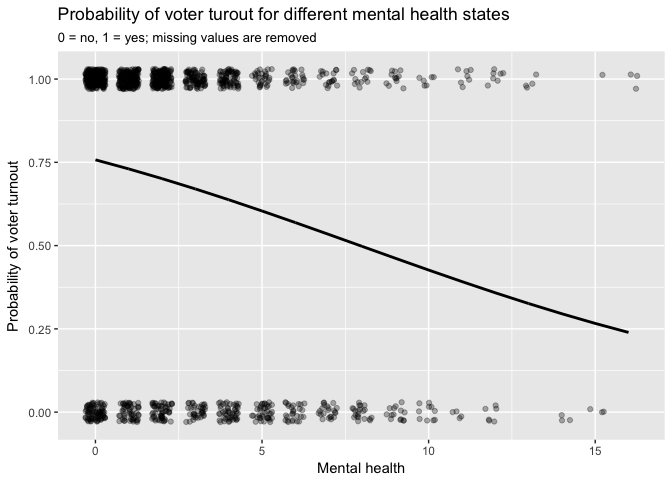 Probability of voter turout for different mental health states
0 = no, 1 = yes; missing values are removed
1.00
0.75
0.50
0.25
0.00
Probability of voter turnout
0 5 10 15
Mental health